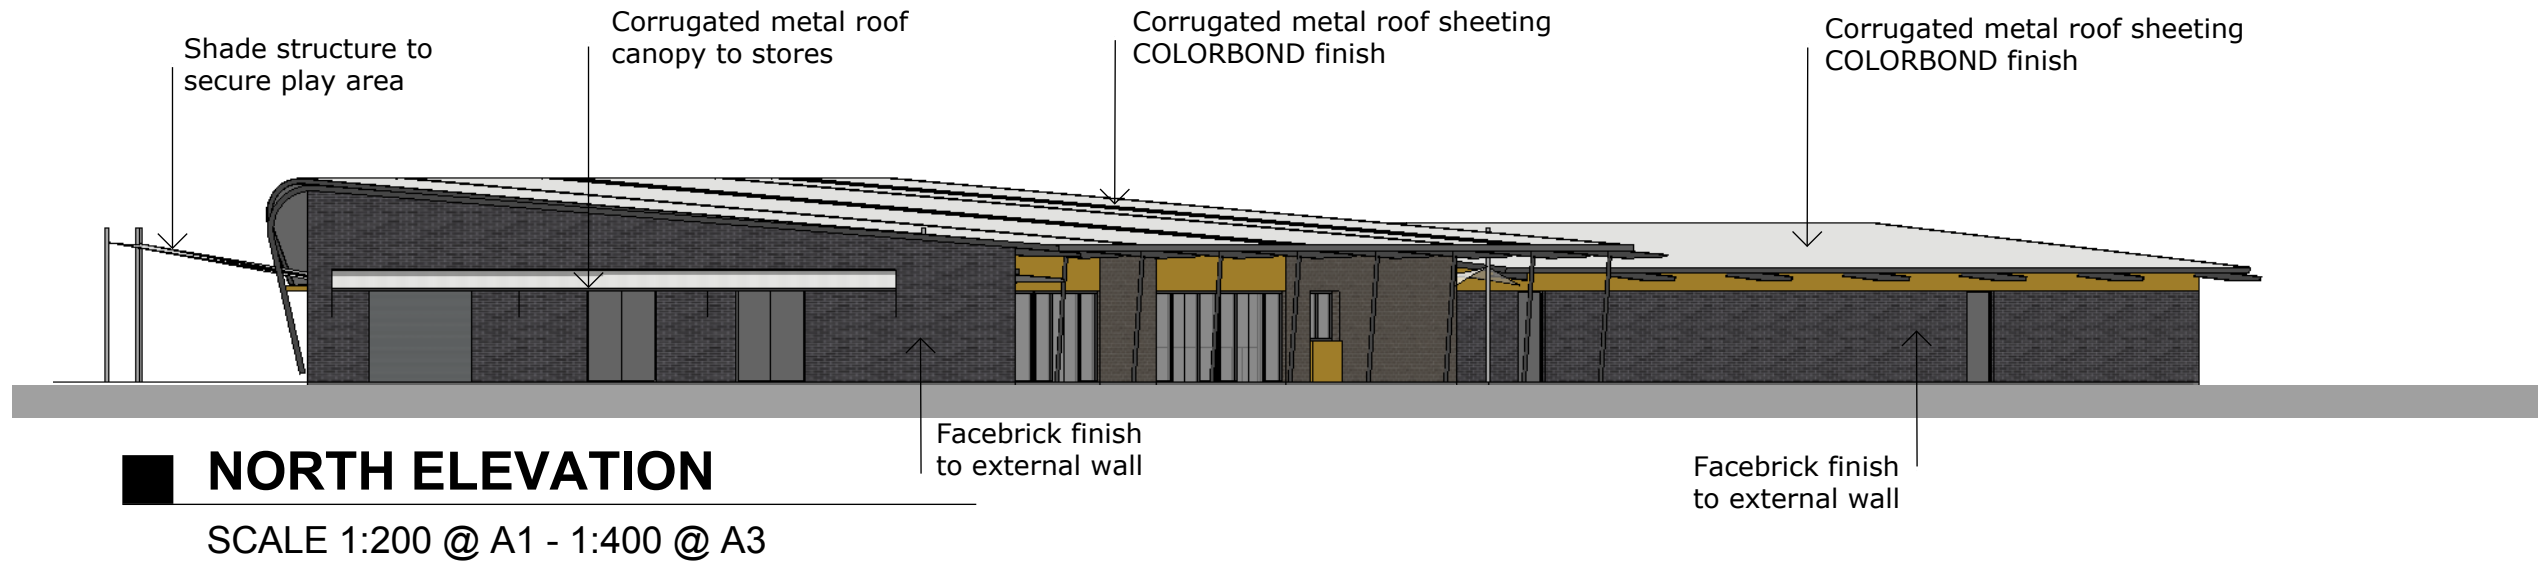 Shade structure to
secure play area
Corrugated metal roof
canopy to stores
Corrugated metal roof sheeting
COLORBOND finish
Corrugated metal roof sheeting
COLORBOND finish
Facebrick finish
to external wall
Facebrick finish
to external wall
NORTH ELEVATION
SCALE 1:200 @ A1 - 1:400 @ A3